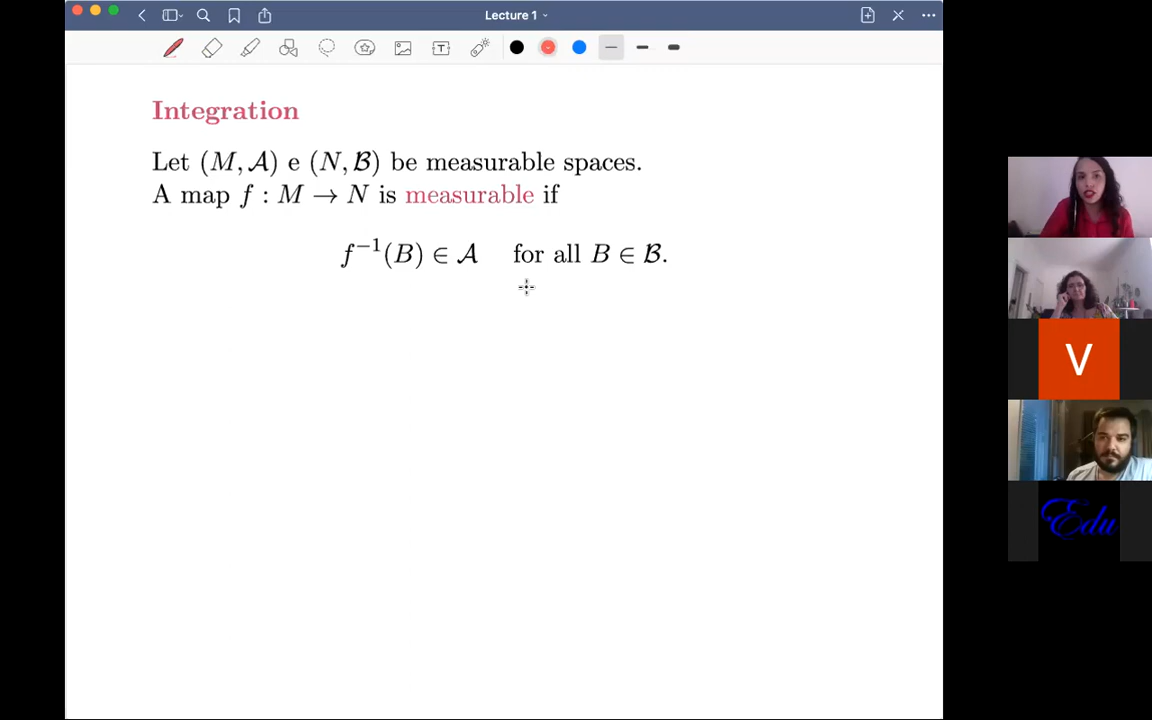 Lecture 1
Integration
Let (M, 𝒜) e (N, ℬ) be measurable spaces.
A map f : M → N is measurable if
f⁻¹(B) ∈ 𝒜 for all B ∈ ℬ.
V
Edu